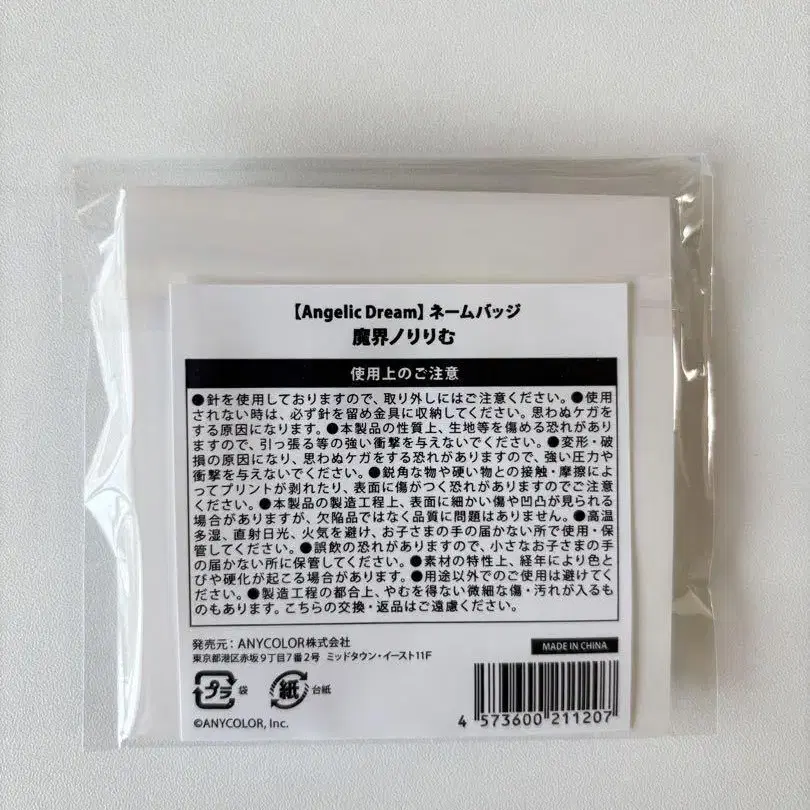 【Angelic Dream】ネームバッジ
魔界ノりりむ
使用上のご注意
●針を使用しておりますので、取り外しにはご注意ください。●使用
されない時は、必ず針を留め金具に収納してください。思わぬケガを
する原因になります。●本製品の性質上、生地等を傷める恐れがあり
ますので、引っ張る等の強い衝撃を与えないでください。●変形・破
損の原因になり、思わぬケガをする恐れがありますので、強い圧力や
衝撃を与えないでください。●鋭角な物や硬い物との接触・摩擦によ
ってプリントが剥れたり、表面に傷がつく恐れがありますのでご注意
ください。●本製品の製造工程上、表面に細かい傷や凹凸が見られる
場合がありますが、欠陥品ではなく品質に問題はありません。●高温
多湿、直射日光、火気を避け、お子さまの手の届かない所で使用・保
管してください。●誤飲の恐れがありますので、小さなお子さまの手
の届かない所に保管してください。●素材の特性上、経年により色と
びや硬化が起こる場合があります。●用途以外でのご使用は避けてく
ださい。●製造工程の都合上、やむを得ない微細な傷・汚れが入るも
のもあります。こちらの交換・返品はご遠慮ください。
発売元：ANYCOLOR株式会社
東京都港区赤坂9丁目7番2号 ミッドタウン・イースト11F
MADE IN CHINA
プラ 袋 紙 台紙
©ANYCOLOR, Inc.
4 573600 211207